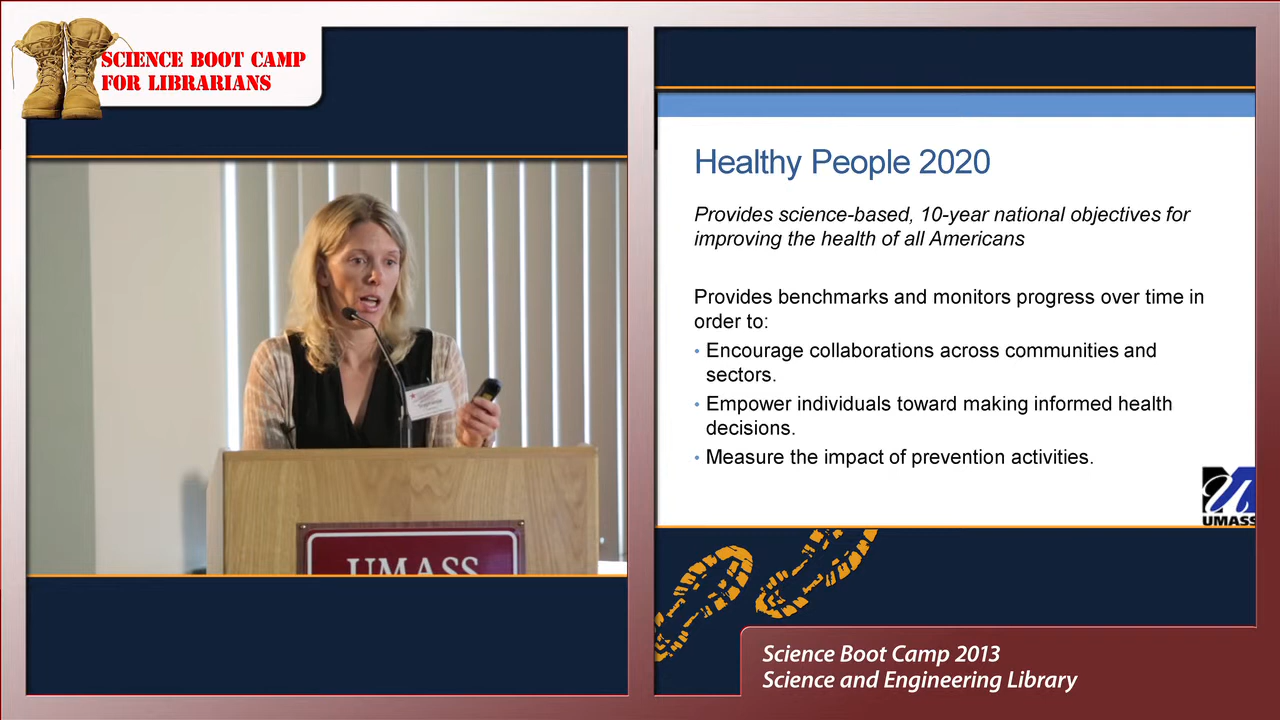 SCIENCE BOOT CAMP
FOR LIBRARIANS
UMASS
Healthy People 2020
Provides science-based, 10-year national objectives for
improving the health of all Americans
Provides benchmarks and monitors progress over time in
order to:
• Encourage collaborations across communities and
sectors.
• Empower individuals toward making informed health
decisions.
• Measure the impact of prevention activities.
UMASS
Science Boot Camp 2013
Science and Engineering Library